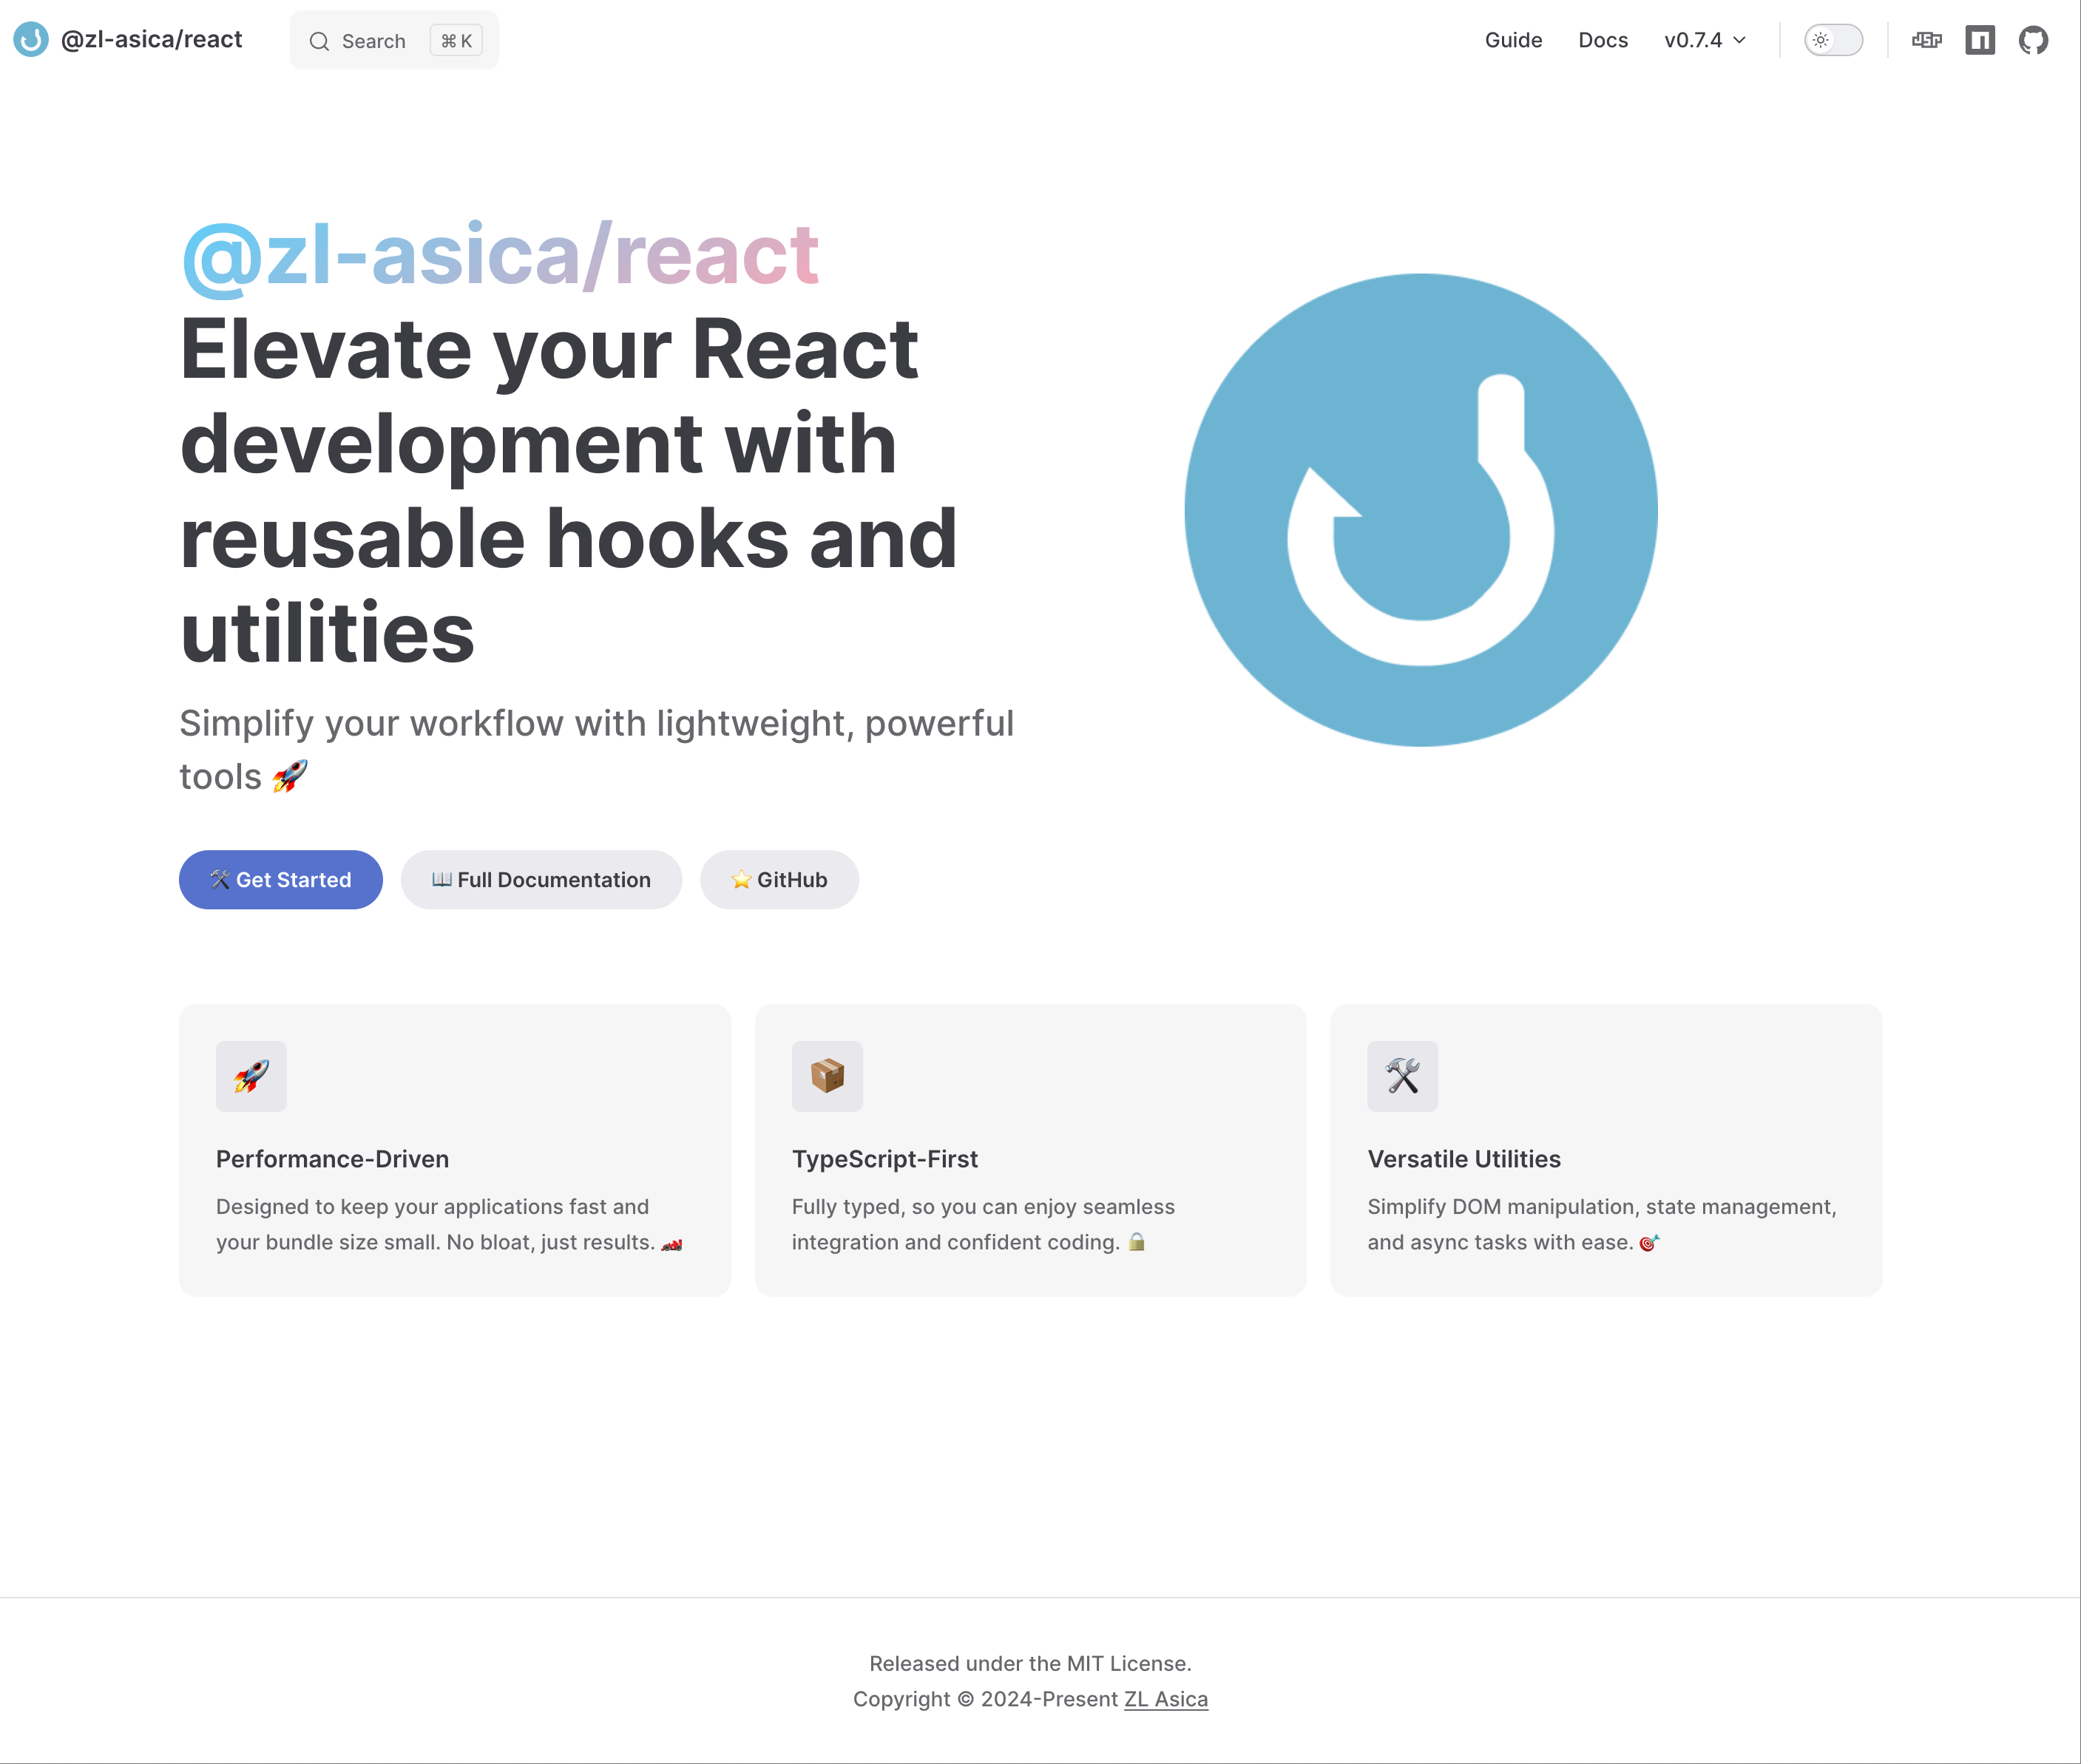 @zl-asica/react
Search
⌘ K
Guide
Docs
v0.7.4
JSR
@zl-asica/react
Elevate your React
development with
reusable hooks and
utilities
Simplify your workflow with lightweight, powerful
tools 🚀
🛠️ Get Started
📖 Full Documentation
⭐ GitHub
🚀
Performance-Driven
Designed to keep your applications fast and
your bundle size small. No bloat, just results. 🏎️
📦
TypeScript-First
Fully typed, so you can enjoy seamless
integration and confident coding. 🔒
🛠️
Versatile Utilities
Simplify DOM manipulation, state management,
and async tasks with ease. 🎯
Released under the MIT License.
Copyright © 2024-Present ZL Asica